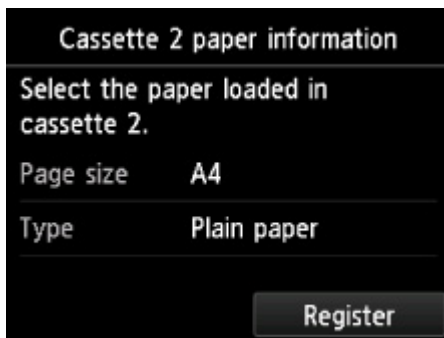 Cassette 2 paper information
Select the paper loaded in
cassette 2.
Page size A4
Type Plain paper
Register